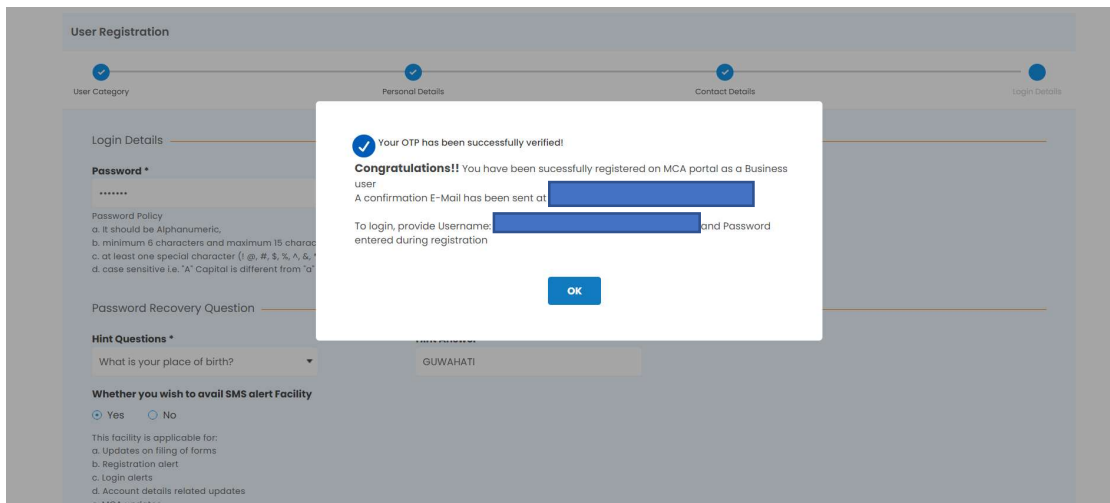 User Registration
User Category
Personal Details
Contact Details
Login Details
Login Details
Your OTP has been successfully verified!
Congratulations!! You have been sucessfully registered on MCA portal as a Business
user
A confirmation E-Mail has been sent at
To login, provide Username: and Password
entered during registration
OK
Password *
•••••••
Password Policy
a. It should be Alphanumeric,
b. minimum 6 characters and maximum 15 charac
c. at least one special character (! @, #, $, %, ^, &, *
d. case sensitive i.e. "A" Capital is different from "a"
Password Recovery Question
Hint Questions *
Hint Answer
What is your place of birth?
GUWAHATI
Whether you wish to avail SMS alert Facility
Yes No
This facility is applicable for:
a. Updates on filing of forms
b. Registration alert
c. Login alerts
d. Account details related updates